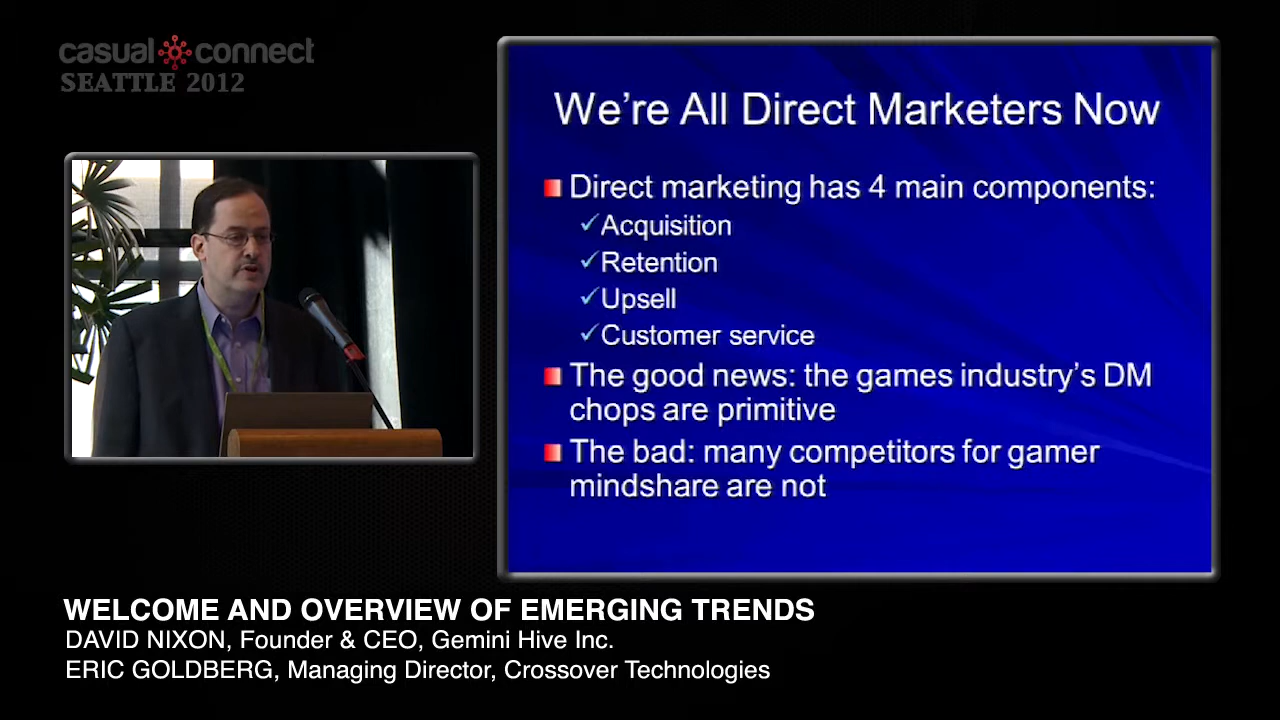 casual connect
SEATTLE 2012
We're All Direct Marketers Now
Direct marketing has 4 main components:
Acquisition
Retention
Upsell
Customer service
The good news: the games industry's DM
chops are primitive
The bad: many competitors for gamer
mindshare are not
WELCOME AND OVERVIEW OF EMERGING TRENDS
DAVID NIXON, Founder & CEO, Gemini Hive Inc.
ERIC GOLDBERG, Managing Director, Crossover Technologies